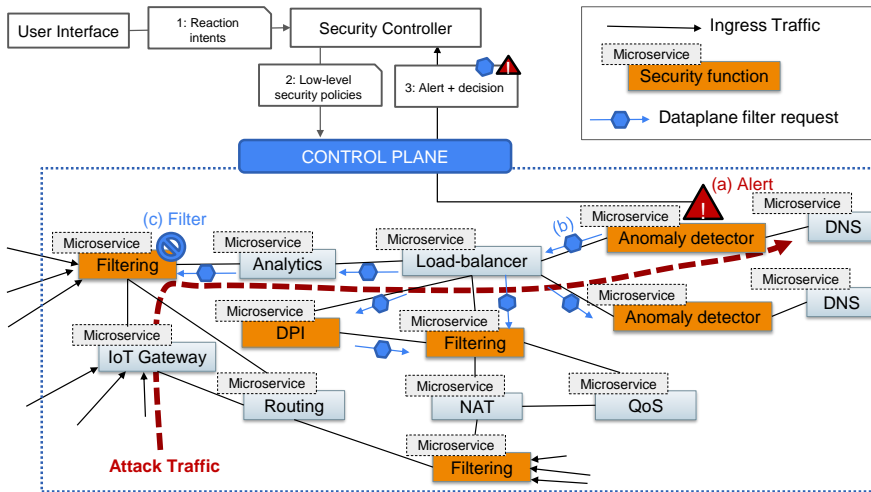 User Interface
1: Reaction
intents
Security Controller
Ingress Traffic
Microservice
Security function
Dataplane filter request
2: Low-level
security policies
3: Alert + decision
!
CONTROL PLANE
(a) Alert
!
(c) Filter
(b)
Microservice
Filtering
Microservice
Analytics
Microservice
Load-balancer
Microservice
Anomaly detector
Microservice
DNS
Microservice
DPI
Microservice
Filtering
Microservice
Anomaly detector
Microservice
DNS
Microservice
IoT Gateway
Microservice
Routing
Microservice
NAT
Microservice
QoS
Attack Traffic
Microservice
Filtering